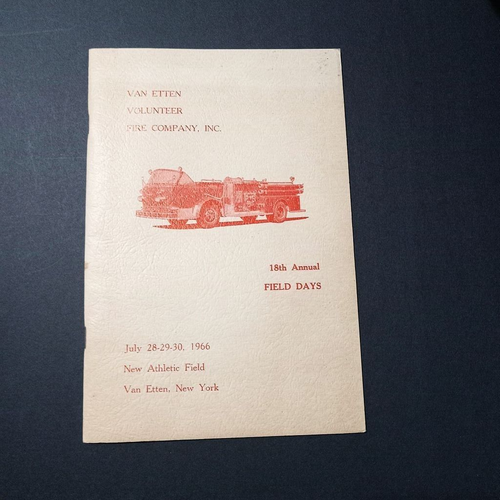 VAN ETTEN
VOLUNTEER
FIRE COMPANY, INC.
18th Annual
FIELD DAYS
July 28-29-30, 1966
New Athletic Field
Van Etten, New York